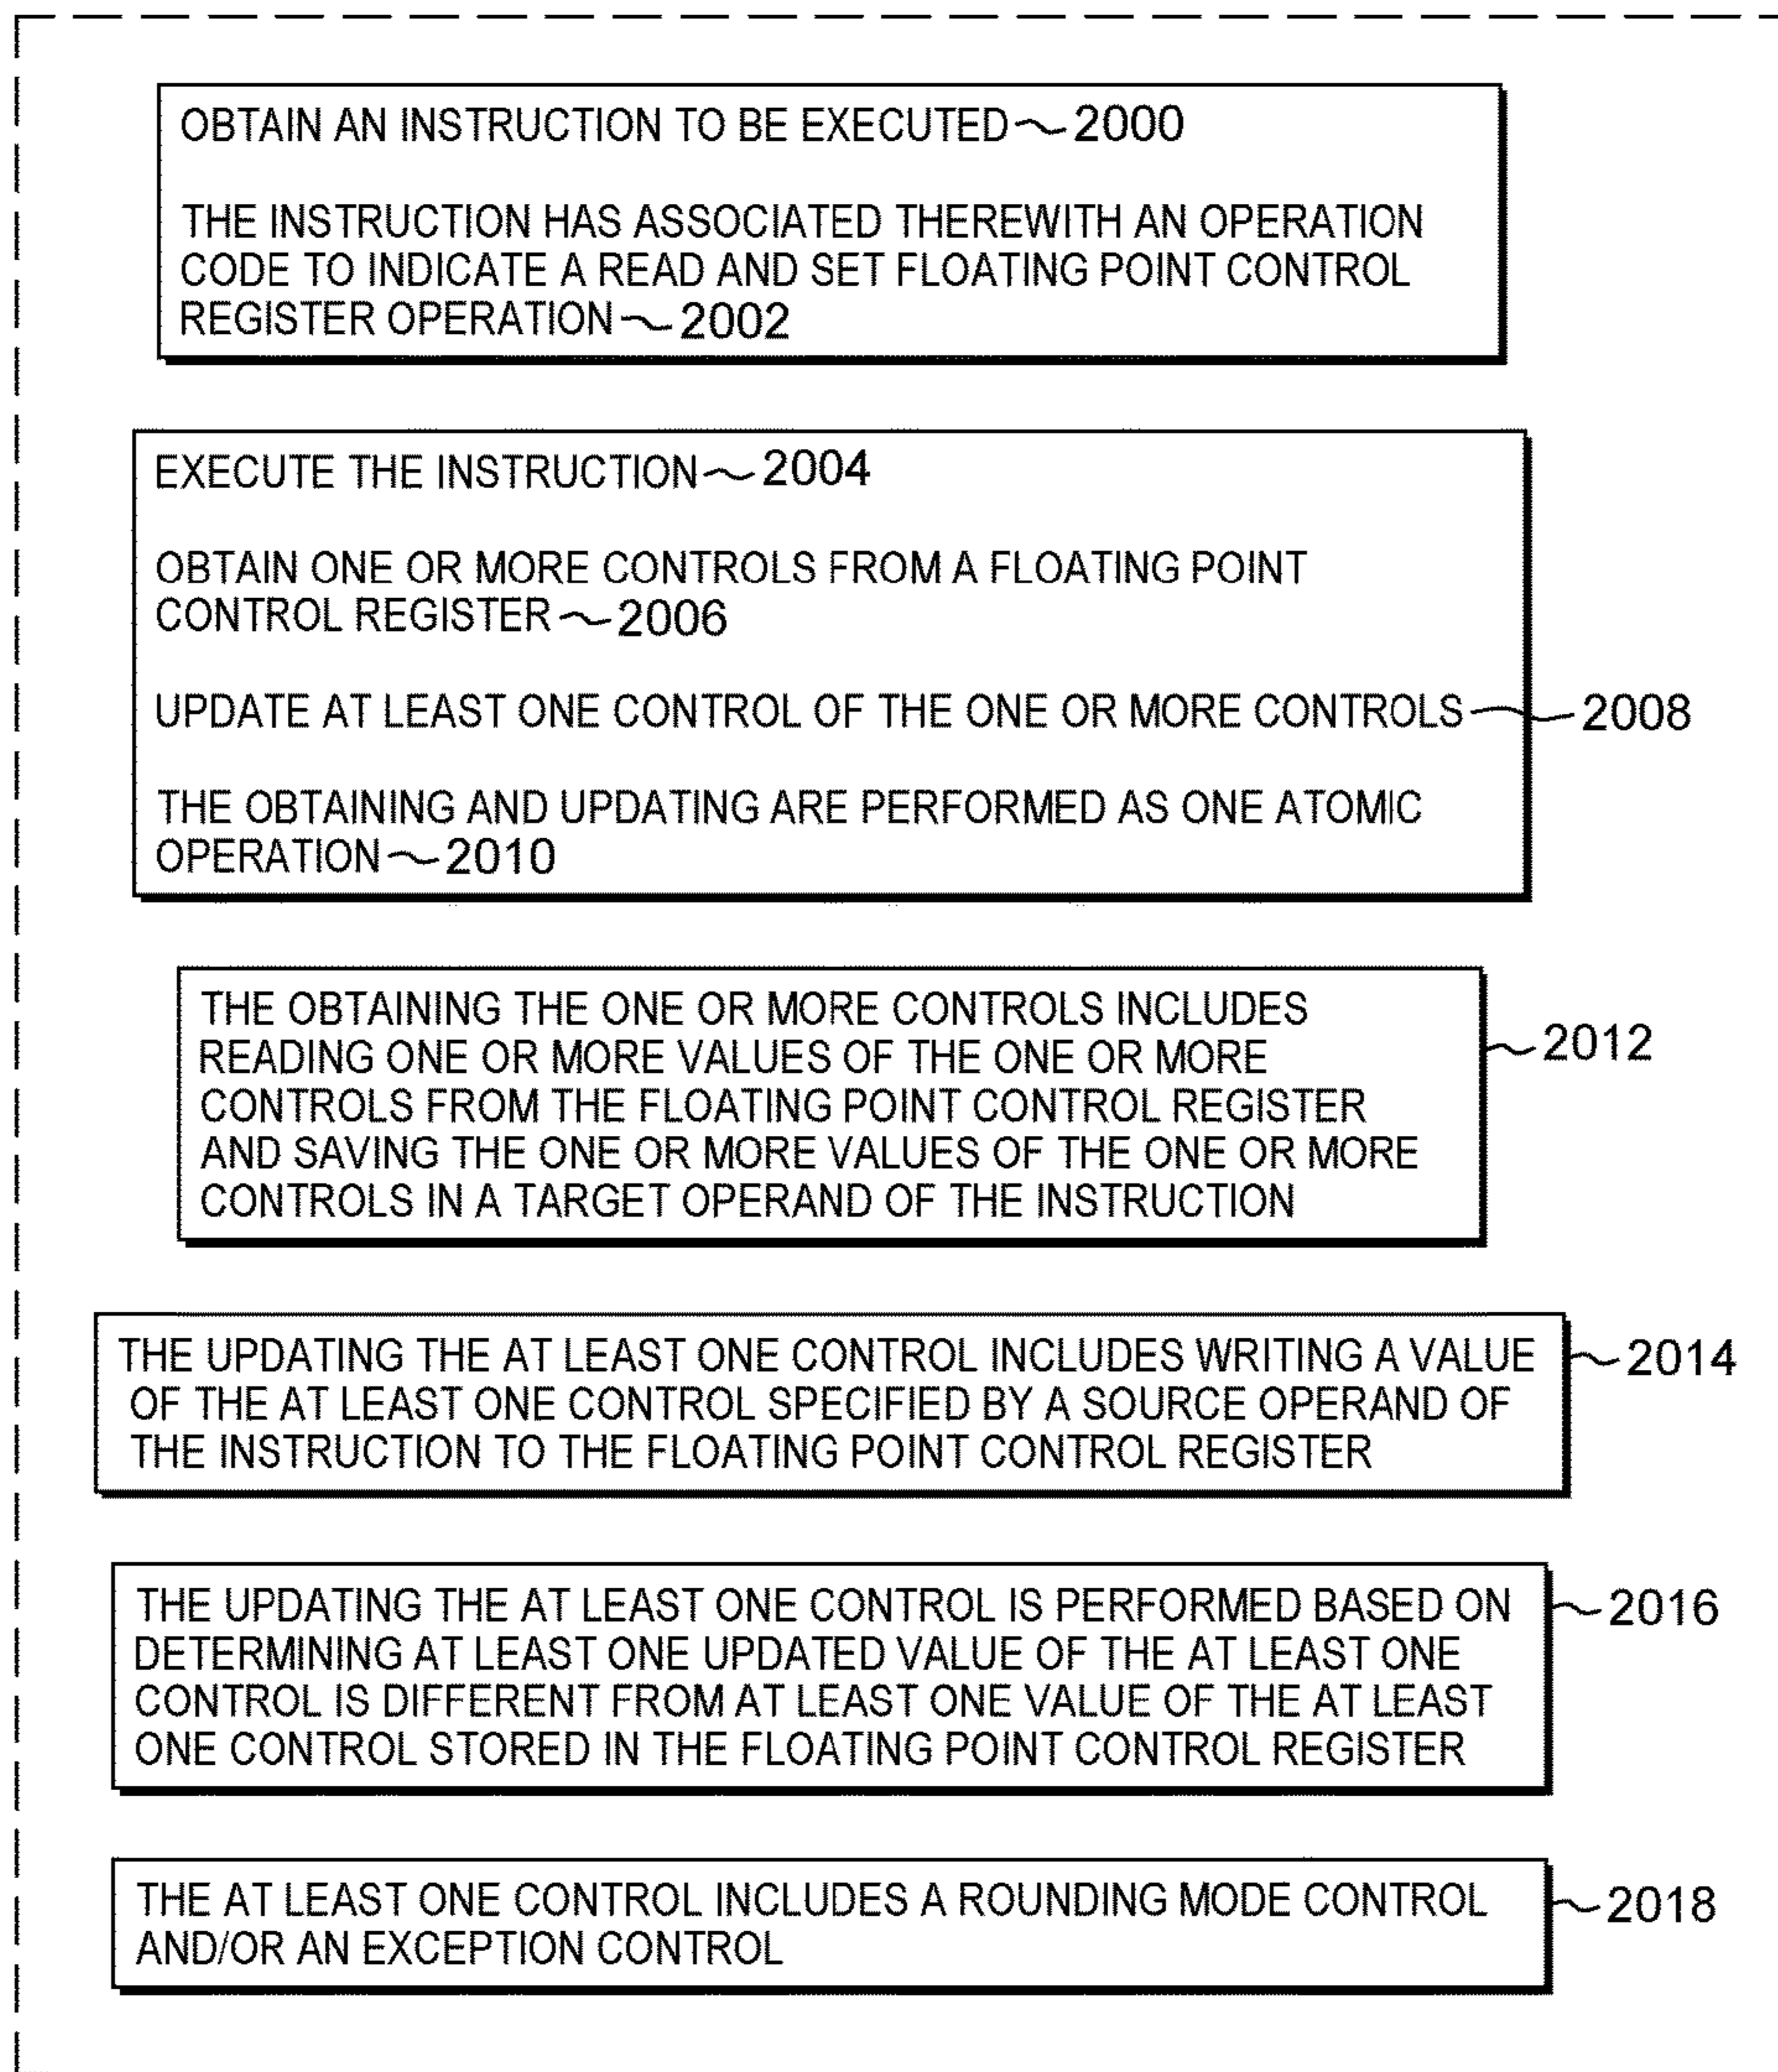 OBTAIN AN INSTRUCTION TO BE EXECUTED 2000
THE INSTRUCTION HAS ASSOCIATED THEREWITH AN OPERATION
CODE TO INDICATE A READ AND SET FLOATING POINT CONTROL
REGISTER OPERATION 2002
EXECUTE THE INSTRUCTION 2004
OBTAIN ONE OR MORE CONTROLS FROM A FLOATING POINT
CONTROL REGISTER 2006
UPDATE AT LEAST ONE CONTROL OF THE ONE OR MORE CONTROLS 2008
THE OBTAINING AND UPDATING ARE PERFORMED AS ONE ATOMIC
OPERATION 2010
THE OBTAINING THE ONE OR MORE CONTROLS INCLUDES
READING ONE OR MORE VALUES OF THE ONE OR MORE 2012
CONTROLS FROM THE FLOATING POINT CONTROL REGISTER
AND SAVING THE ONE OR MORE VALUES OF THE ONE OR MORE
CONTROLS IN A TARGET OPERAND OF THE INSTRUCTION
THE UPDATING THE AT LEAST ONE CONTROL INCLUDES WRITING A VALUE 2014
OF THE AT LEAST ONE CONTROL SPECIFIED BY A SOURCE OPERAND OF
THE INSTRUCTION TO THE FLOATING POINT CONTROL REGISTER
THE UPDATING THE AT LEAST ONE CONTROL IS PERFORMED BASED ON 2016
DETERMINING AT LEAST ONE UPDATED VALUE OF THE AT LEAST ONE
CONTROL IS DIFFERENT FROM AT LEAST ONE VALUE OF THE AT LEAST
ONE CONTROL STORED IN THE FLOATING POINT CONTROL REGISTER
THE AT LEAST ONE CONTROL INCLUDES A ROUNDING MODE CONTROL 2018
AND/OR AN EXCEPTION CONTROL